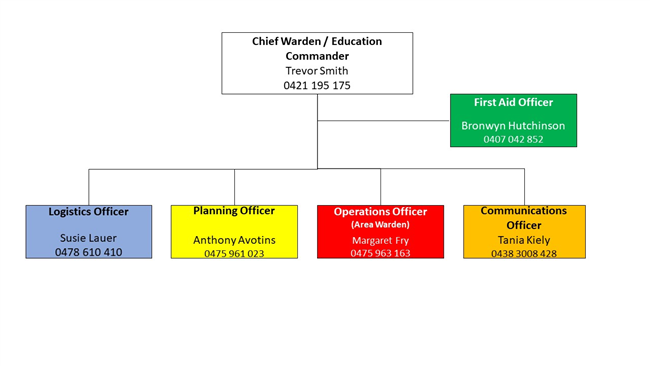 Chief Warden / Education
Commander
Trevor Smith
0421 195 175
First Aid Officer
Bronwyn Hutchinson
0407 042 852
Logistics Officer
Susie Lauer
0478 610 410
Planning Officer
Anthony Avotins
0475 961 023
Operations Officer
(Area Warden)
Margaret Fry
0475 963 163
Communications
Officer
Tania Kiely
0438 3008 428